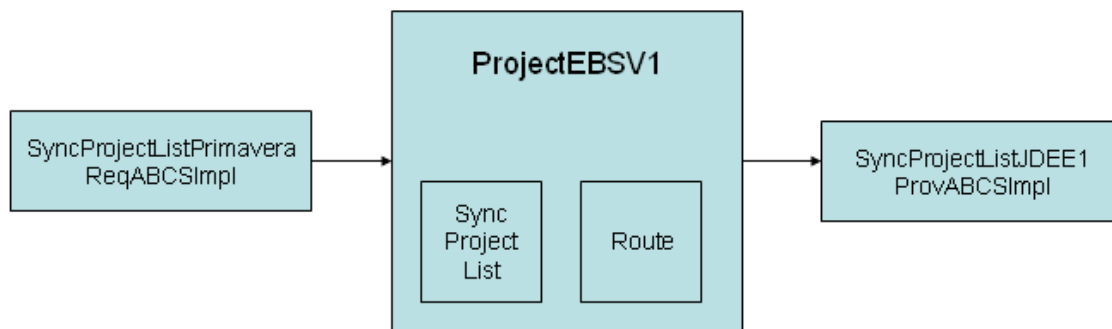 ProjectEBSV1
SyncProjectListPrimavera
ReqABCSImpl
Sync
Project
List
Route
SyncProjectListJDEE1
ProvABCSImpl